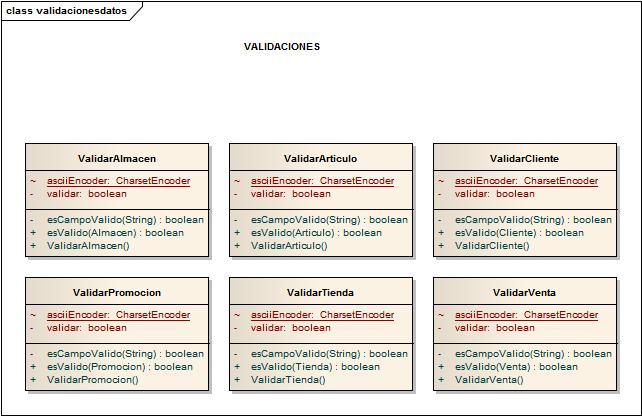 class validacionesdatos
VALIDACIONES
ValidarAlmacen
~ asciiEncoder: CharsetEncoder
- validar: boolean
- esCampoValido(String) : boolean
+ esValido(Almacen) : boolean
+ ValidarAlmacen()
ValidarArticulo
~ asciiEncoder: CharsetEncoder
- validar: boolean
- esCampoValido(String) : boolean
+ esValido(Articulo) : boolean
+ ValidarArticulo()
ValidarCliente
~ asciiEncoder: CharsetEncoder
- validar: boolean
- esCampoValido(String) : boolean
+ esValido(Cliente) : boolean
+ ValidarCliente()
ValidarPromocion
~ asciiEncoder: CharsetEncoder
- validar: boolean
- esCampoValido(String) : boolean
+ esValido(Promocion) : boolean
+ ValidarPromocion()
ValidarTienda
~ asciiEncoder: CharsetEncoder
- validar: boolean
- esCampoValido(String) : boolean
+ esValido(Tienda) : boolean
+ ValidarTienda()
ValidarVenta
~ asciiEncoder: CharsetEncoder
- validar: boolean
- esCampoValido(String) : boolean
+ esValido(Venta) : boolean
+ ValidarVenta()